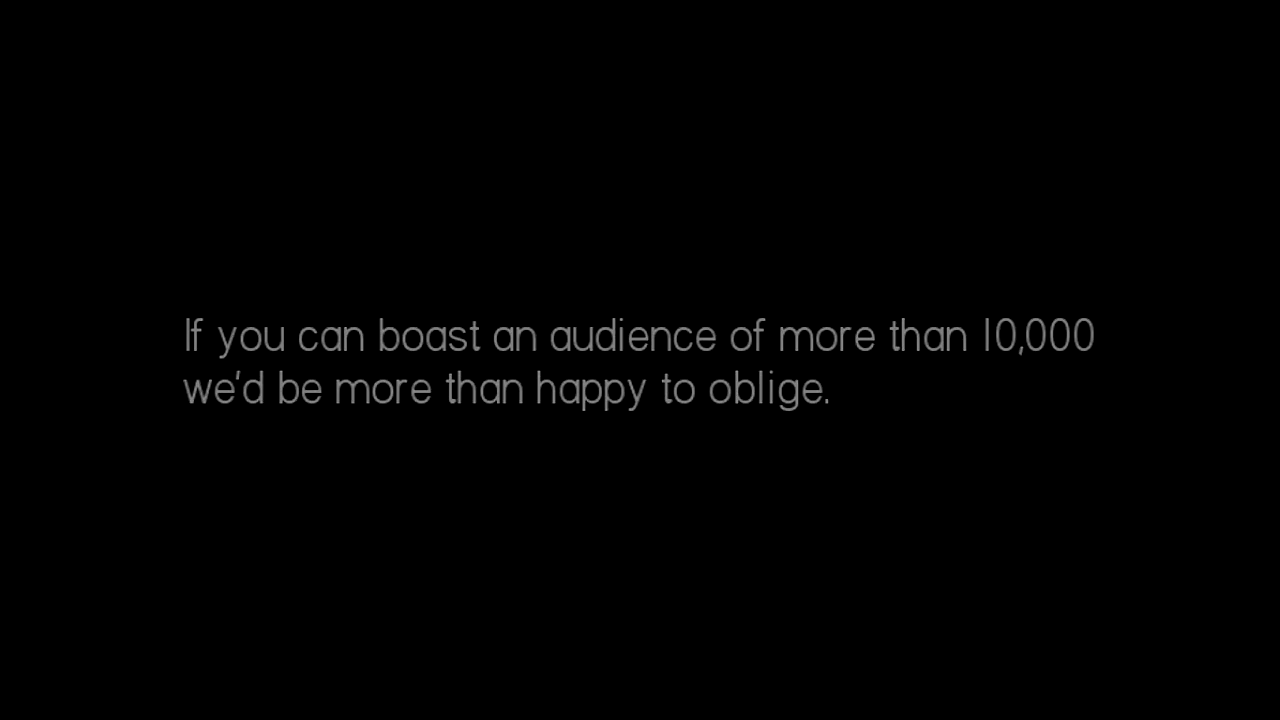 If you can boast an audience of more than 10,000
we'd be more than happy to oblige.